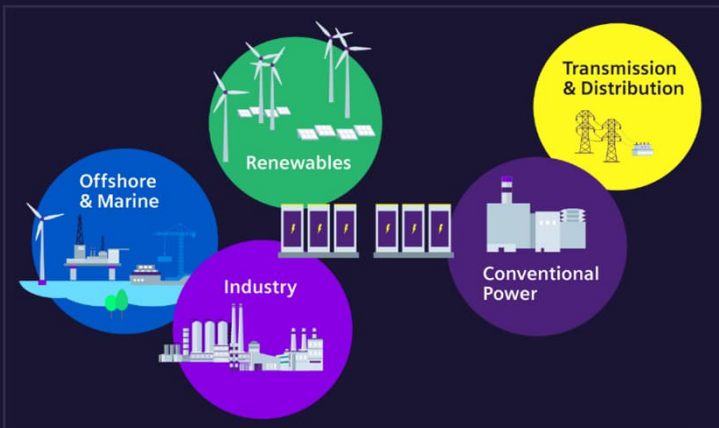 Transmission
& Distribution
Renewables
Offshore
& Marine
Industry
Conventional
Power